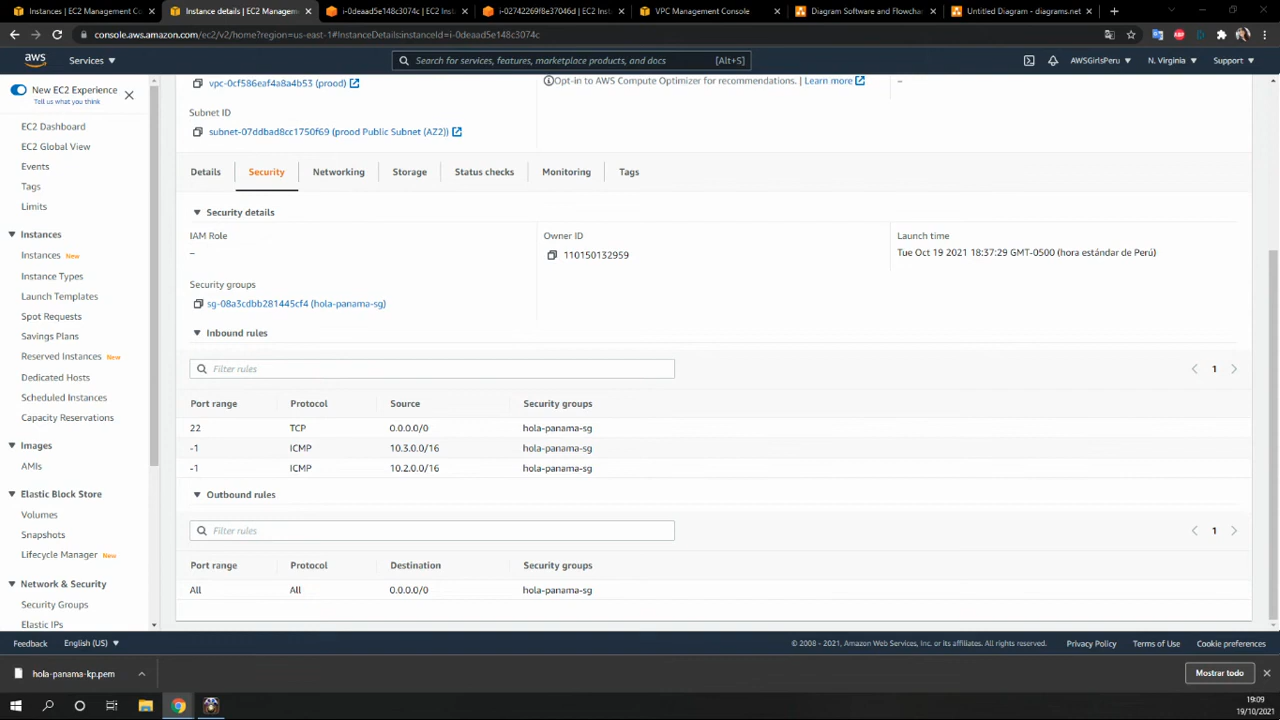 Instances | EC2 Management Co
Instance details | EC2 Managem
i-0deaad5e148c3074c | EC2 Inst
i-02742269f8e37046d | EC2 Inst
VPC Management Console
Diagram Software and Flowchar
Untitled Diagram - diagrams.net
console.aws.amazon.com/ec2/v2/home?region=us-east-1#InstanceDetails:instanceId=i-0deaad5e148c3074c
aws
Services
Search for services, features, marketplace products, and docs
[Alt+S]
AWSGirlsPeru
N. Virginia
Support
New EC2 Experience
Tell us what you think
EC2 Dashboard
EC2 Global View
Events
Tags
Limits
Instances
Instances New
Instance Types
Launch Templates
Spot Requests
Savings Plans
Reserved Instances New
Dedicated Hosts
Scheduled Instances
Capacity Reservations
Images
AMIs
Elastic Block Store
Volumes
Snapshots
Lifecycle Manager New
Network & Security
Security Groups
Elastic IPs
vpc-0cf586eaf4a8a4b53 (prood)
Opt-in to AWS Compute Optimizer for recommendations. | Learn more
–
Subnet ID
subnet-07ddbad8cc1750f69 (prood Public Subnet (AZ2))
Details
Security
Networking
Storage
Status checks
Monitoring
Tags
Security details
IAM Role
–
Owner ID
110150132959
Launch time
Tue Oct 19 2021 18:37:29 GMT-0500 (hora estándar de Perú)
Security groups
sg-08a3cdbb281445cf4 (hola-panama-sg)
Inbound rules
Filter rules
1
Port range Protocol Source Security groups
22 TCP 0.0.0.0/0 hola-panama-sg
-1 ICMP 10.3.0.0/16 hola-panama-sg
-1 ICMP 10.2.0.0/16 hola-panama-sg
Outbound rules
Filter rules
1
Port range Protocol Destination Security groups
All All 0.0.0.0/0 hola-panama-sg
Feedback
English (US)
© 2008 - 2021, Amazon Web Services, Inc. or its affiliates. All rights reserved.
Privacy Policy
Terms of Use
Cookie preferences
hola-panama-kp.pem
Mostrar todo
19:09
19/10/2021